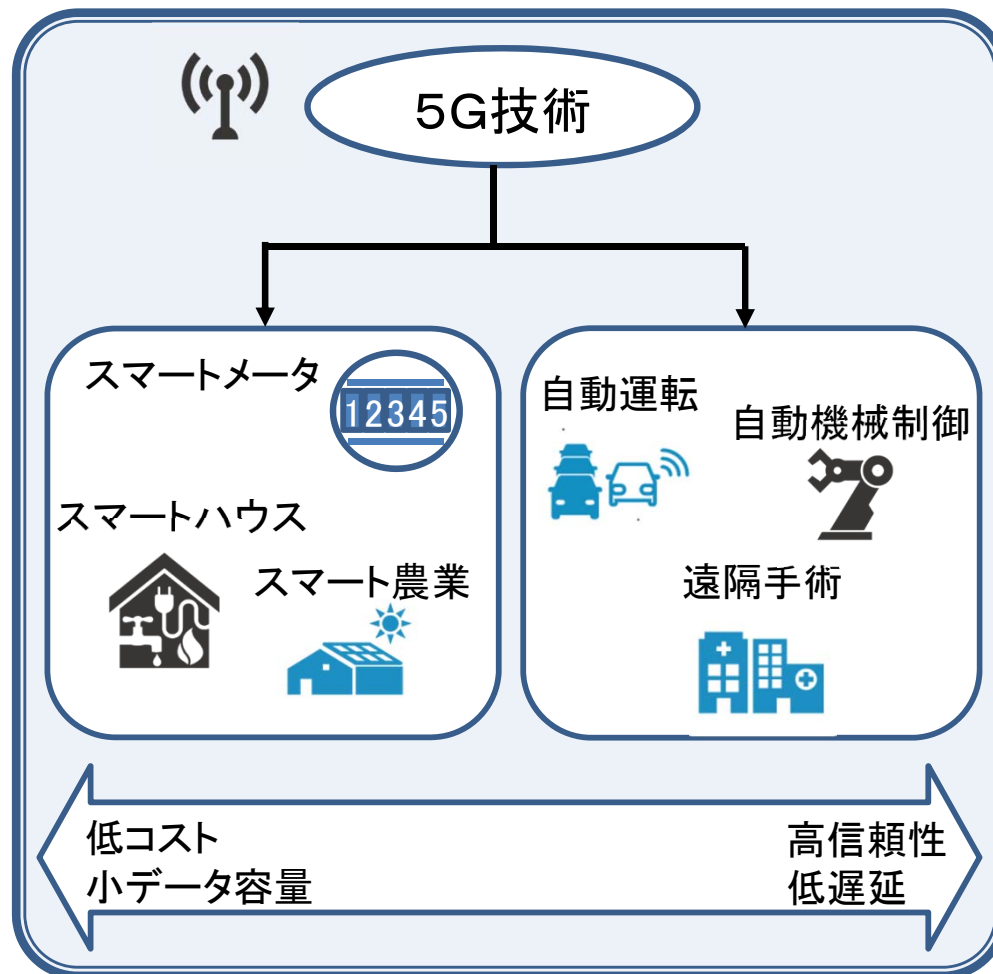 5G技術
スマートメータ
12345
スマートハウス
スマート農業
自動運転
自動機械制御
遠隔手術
低コスト
小データ容量
高信頼性
低遅延